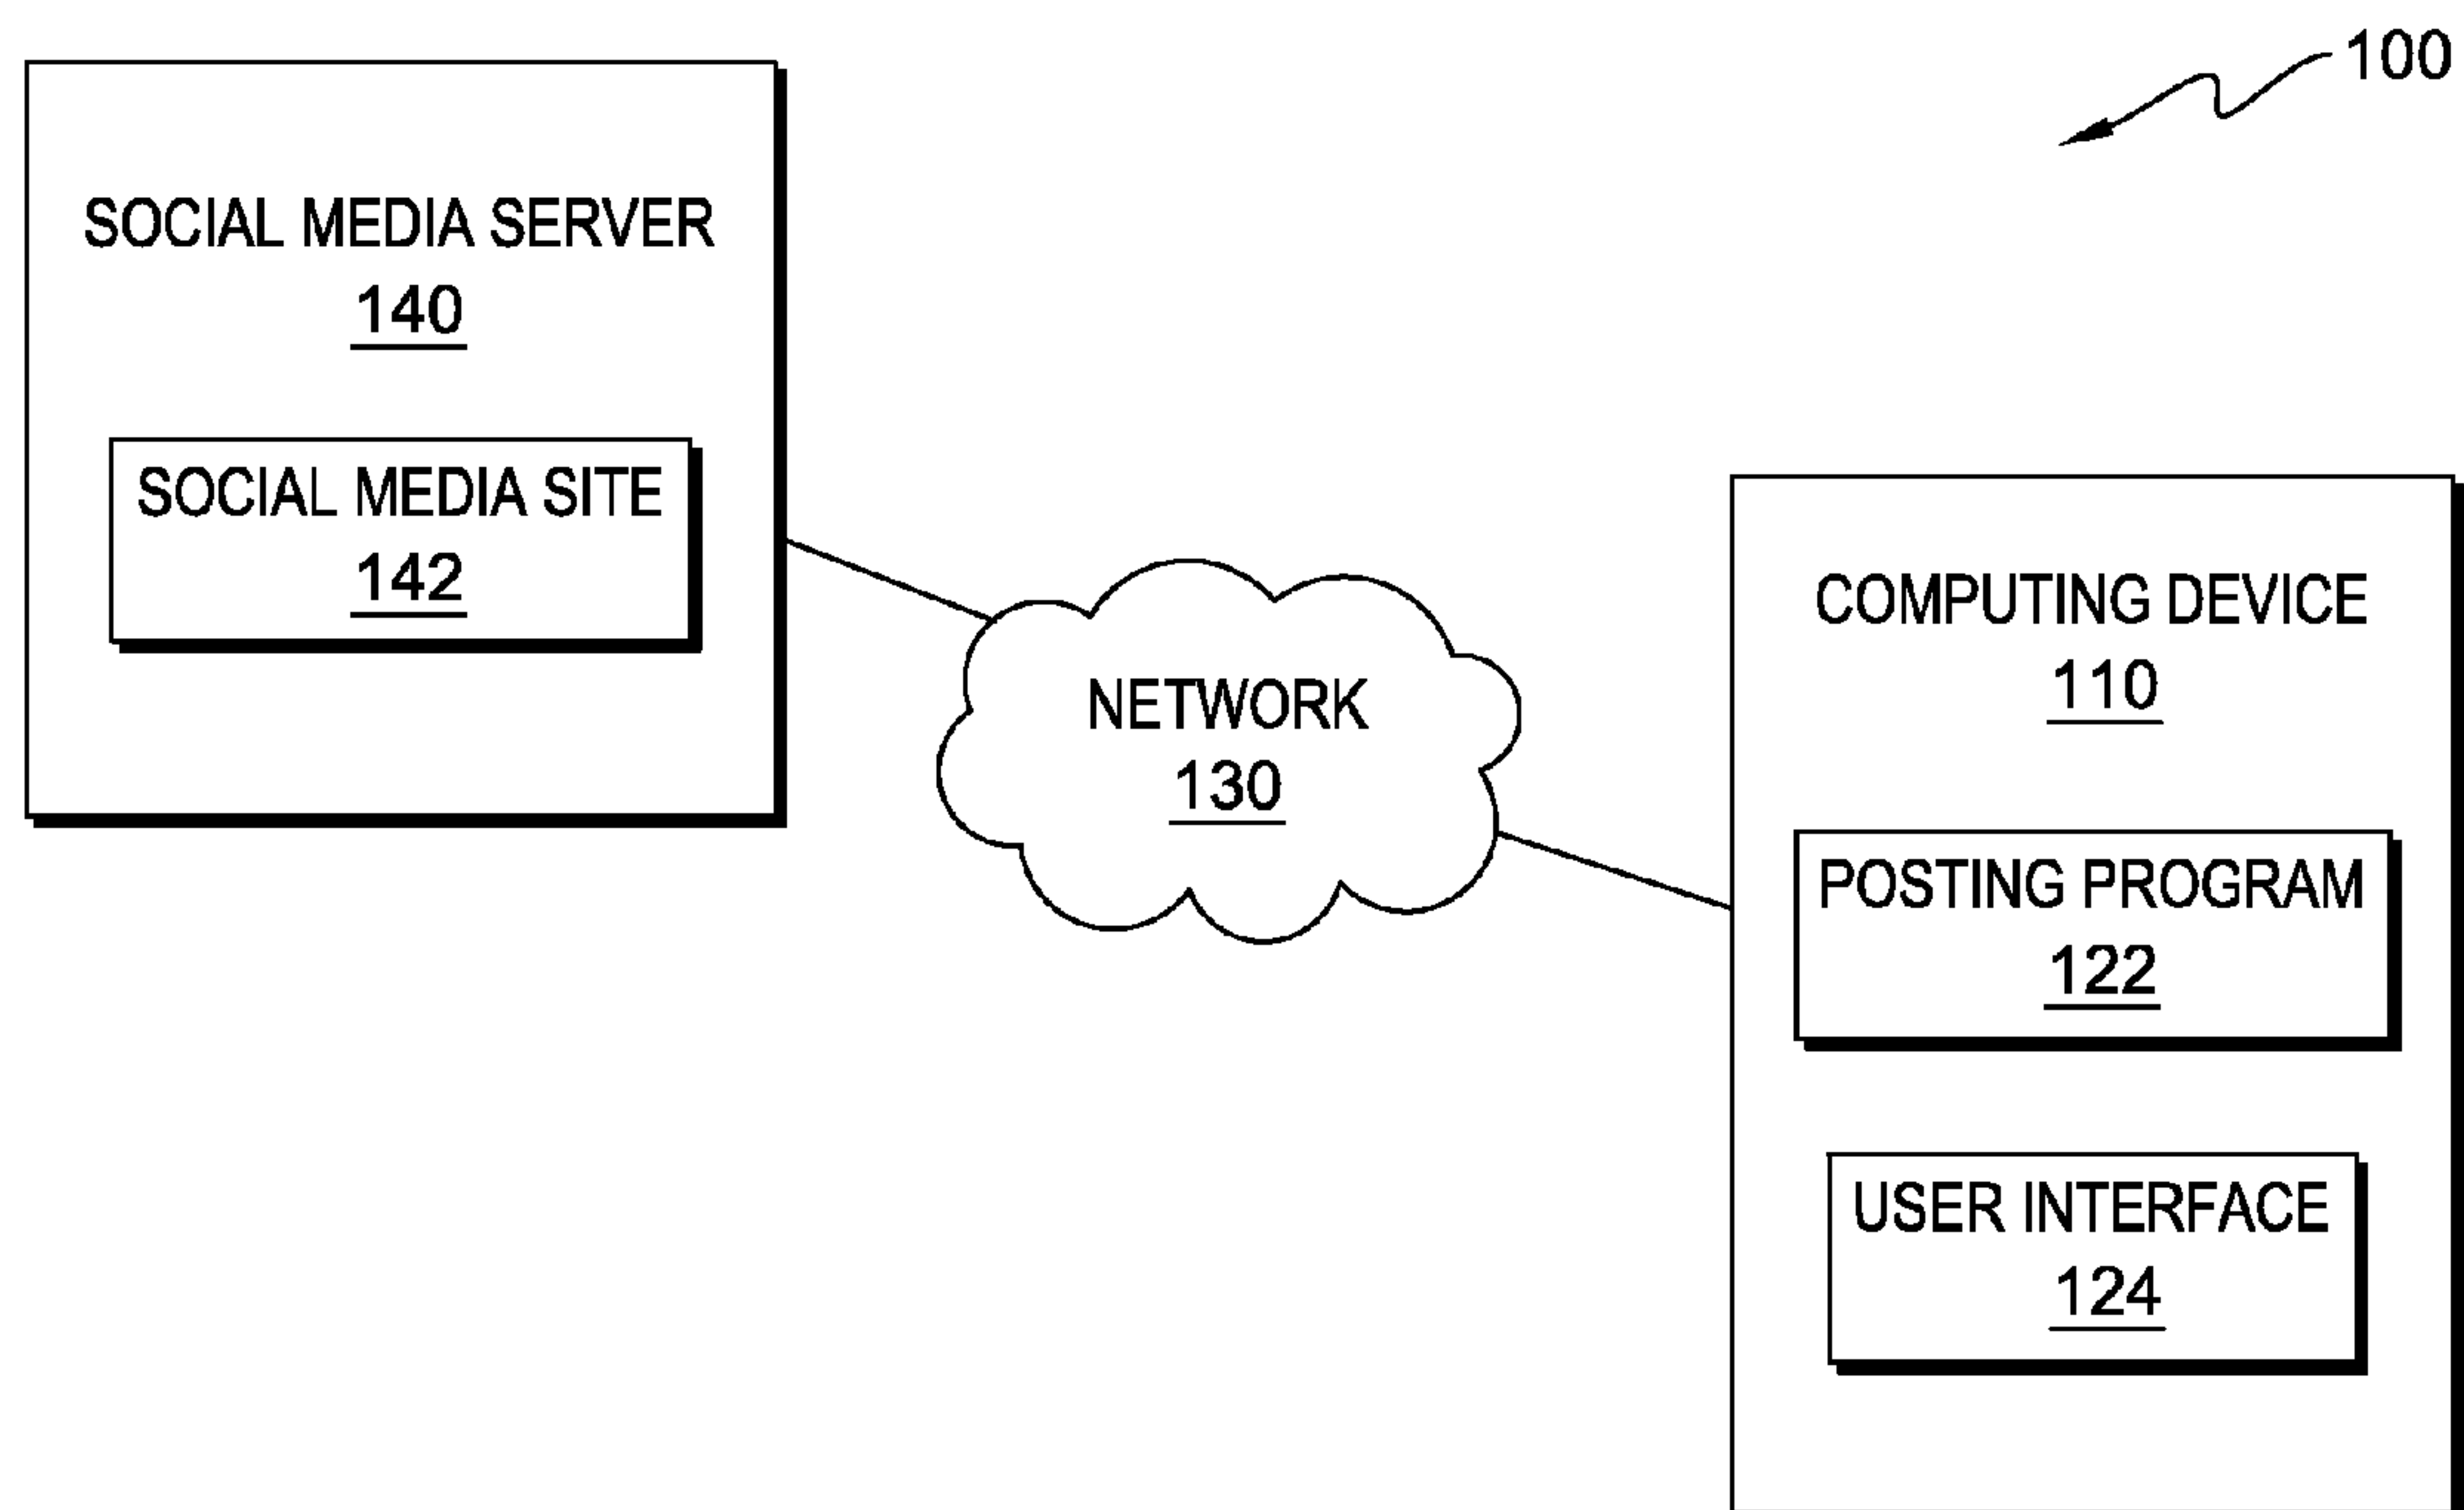 100
SOCIAL MEDIA SERVER
140
SOCIAL MEDIA SITE
142
NETWORK
130
COMPUTING DEVICE
110
POSTING PROGRAM
122
USER INTERFACE
124